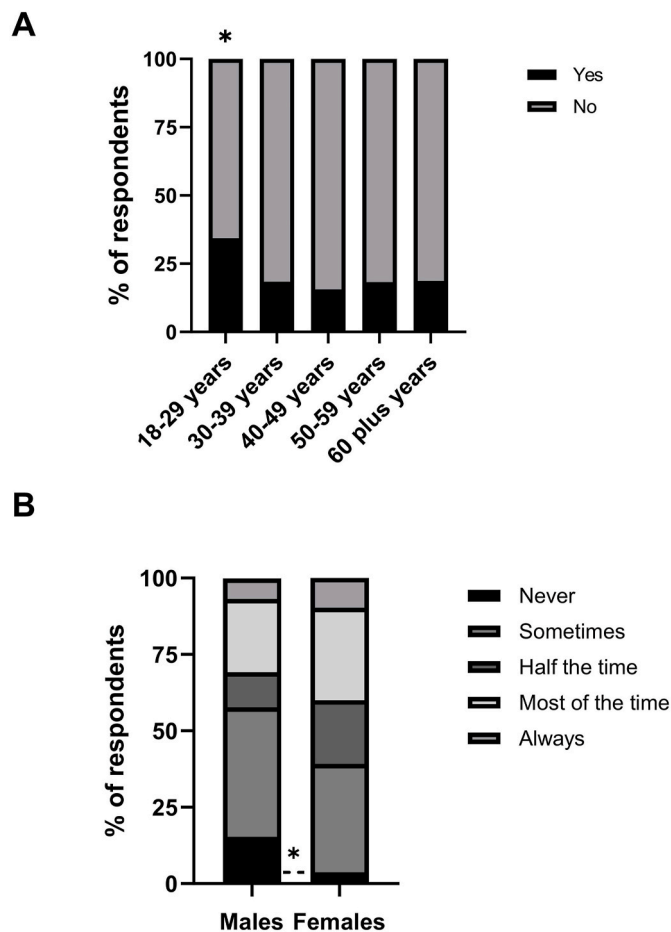 A
*
100
75
50
25
0
% of respondents
18-29 years
30-39 years
40-49 years
50-59 years
60 plus years
Yes
No
B
100
75
50
25
0
% of respondents
*
Males Females
Never
Sometimes
Half the time
Most of the time
Always